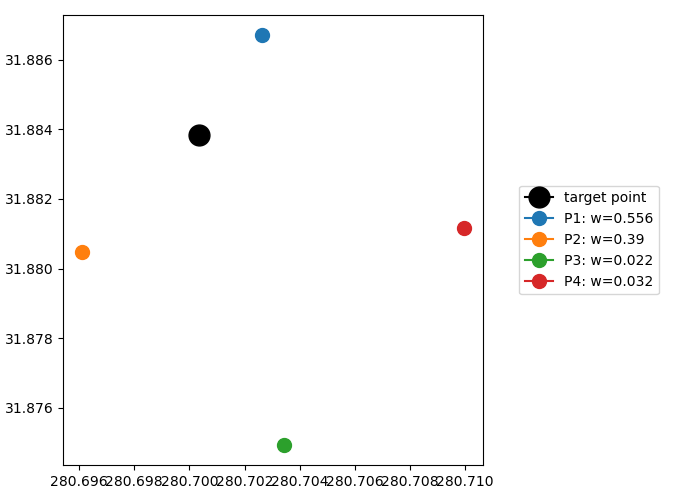 31.886
31.884
31.882
31.880
31.878
31.876
280.696 280.698 280.700 280.702 280.704 280.706 280.708 280.710
target point
P1: w=0.556
P2: w=0.39
P3: w=0.022
P4: w=0.032